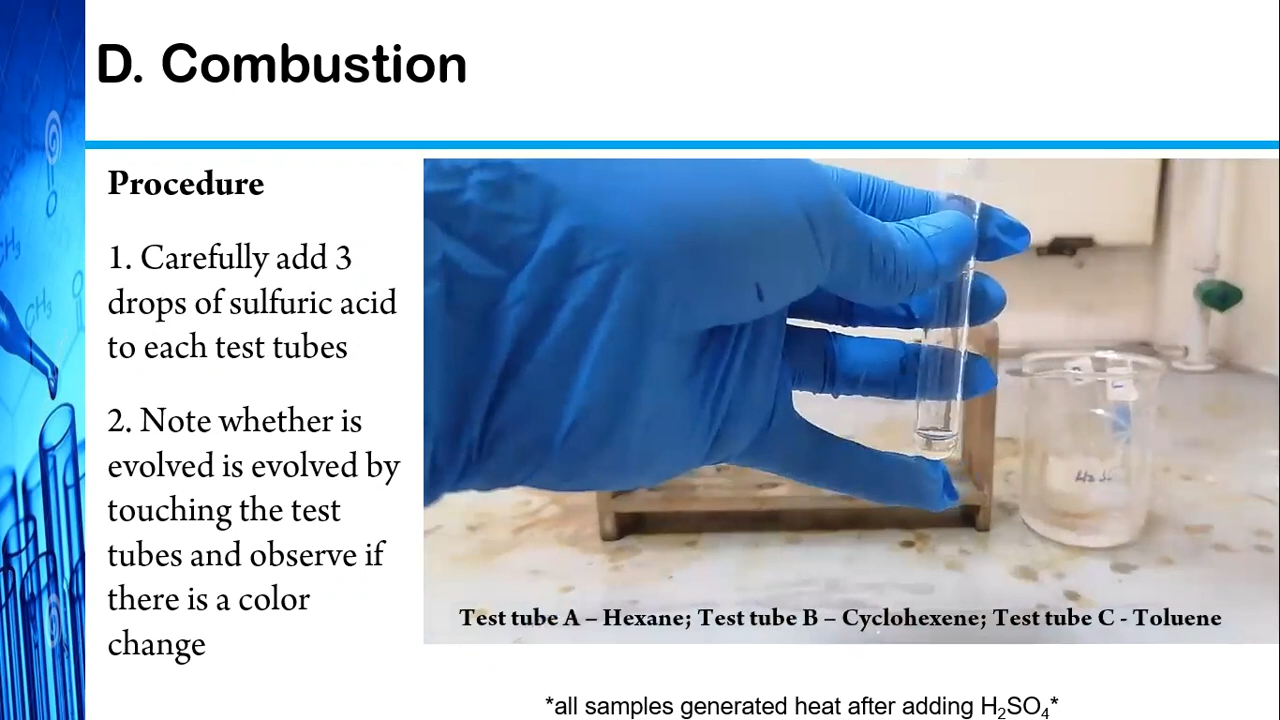 D. Combustion
Procedure
1. Carefully add 3
drops of sulfuric acid
to each test tubes
2. Note whether is
evolved is evolved by
touching the test
tubes and observe if
there is a color
change
CH₃
CH₃
Test tube A – Hexane; Test tube B – Cyclohexene; Test tube C - Toluene
*all samples generated heat after adding H₂SO₄*